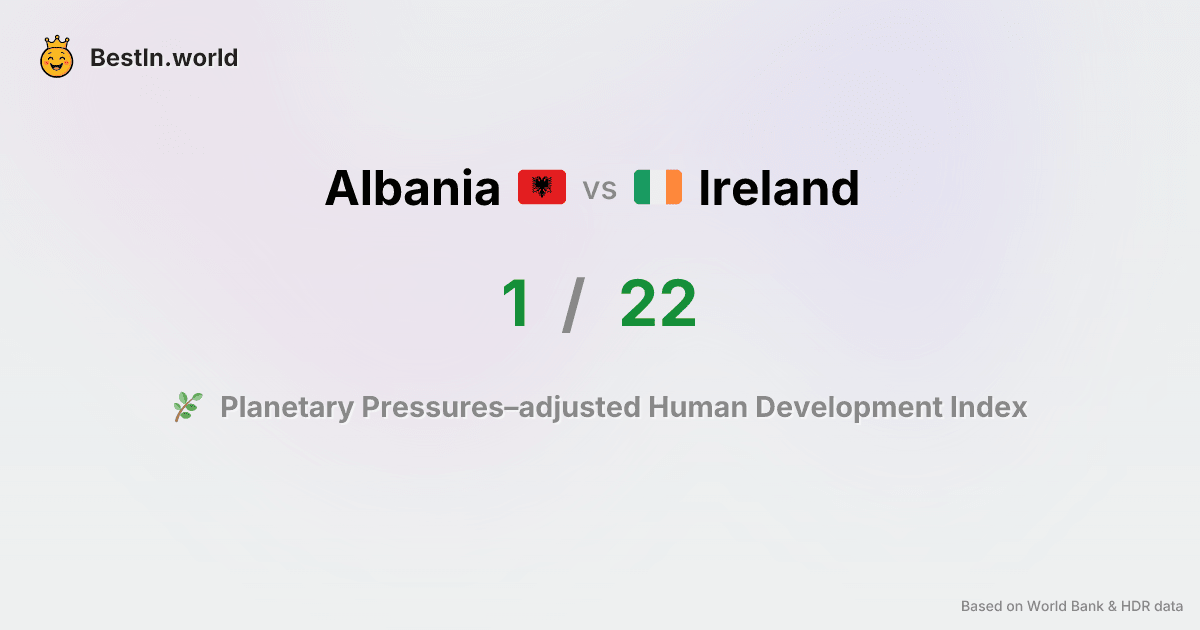 BestIn.world
Albania vs Ireland
1 / 22
Planetary Pressures–adjusted Human Development Index
Based on World Bank & HDR data